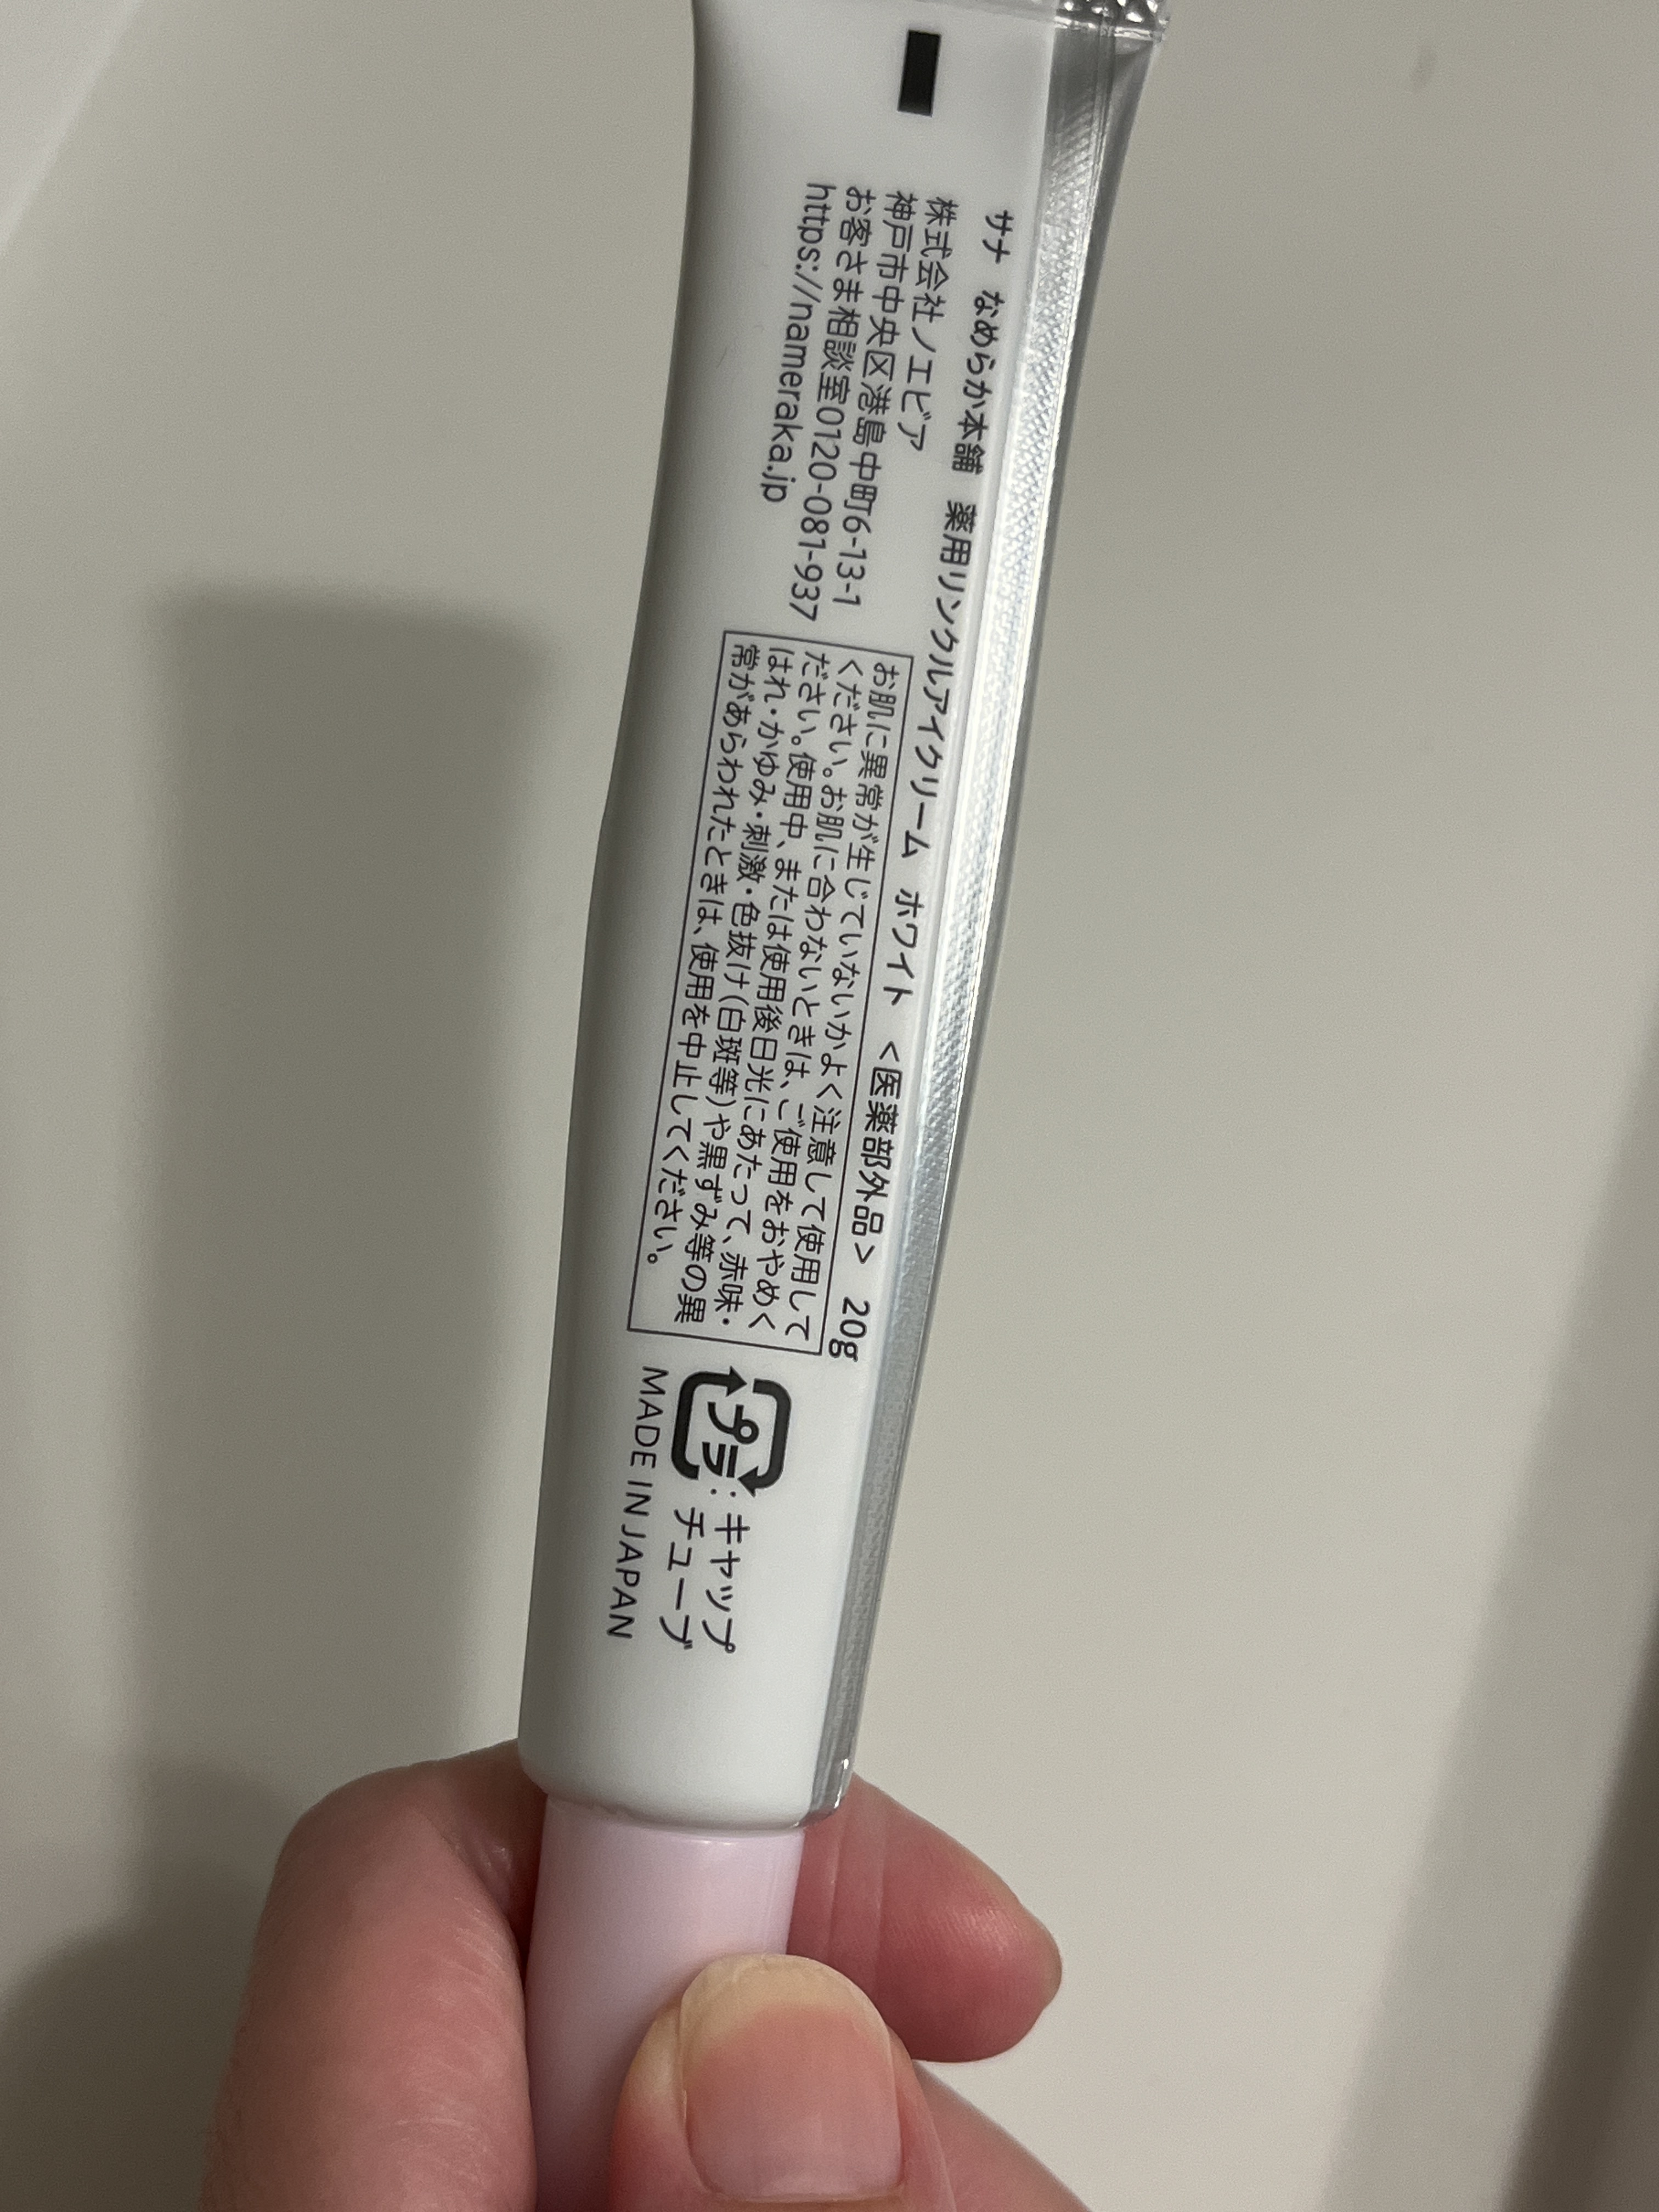 サナ なめらか本舗 薬用リンクルアイクリーム ホワイト <医薬部外品> 20g
株式会社ノエビア
神戸市中央区港島中町6-13-1
お客さま相談室0120-081-937
https://nameraka.jp
お肌に異常が生じていないかよく注意して使用して
ください。お肌に合わないときは、ご使用をおやめく
ださい。使用中、または使用後日光にあたって、赤味・
はれ・かゆみ・刺激・色抜け(白斑等)や黒ずみ等の異
常があらわれたときは、使用を中止してください。
プラ:キャップ
チューブ
MADE IN JAPAN